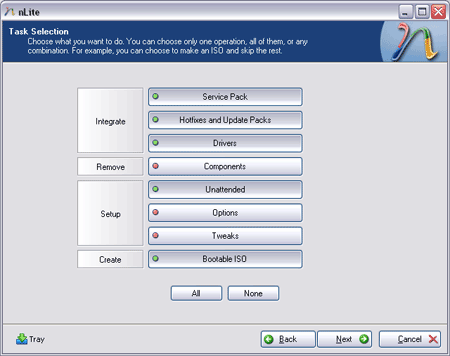 nLite
Task Selection
Choose what you want to do. You can choose only one operation, all of them, or any
combination. For example, you can choose to make an ISO and skip the rest.
Integrate
Service Pack
Hotfixes and Update Packs
Drivers
Remove
Components
Setup
Unattended
Options
Tweaks
Create
Bootable ISO
All
None
Tray
Back
Next
Cancel